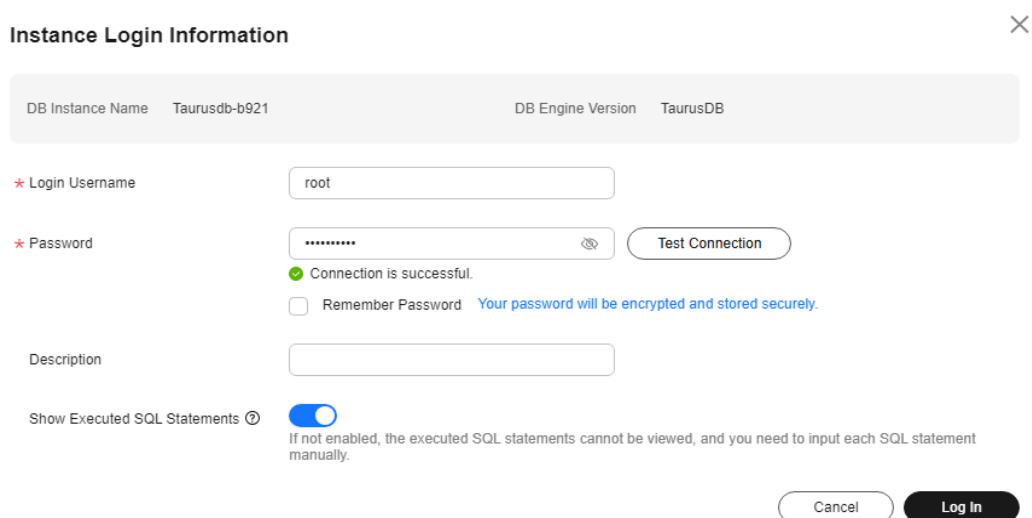 Instance Login Information
DB Instance Name Taurusdb-b921 DB Engine Version TaurusDB
* Login Username root
* Password •••••••••• Test Connection
Connection is successful.
Remember Password Your password will be encrypted and stored securely.
Description
Show Executed SQL Statements ?
If not enabled, the executed SQL statements cannot be viewed, and you need to input each SQL statement
manually.
Cancel Log In